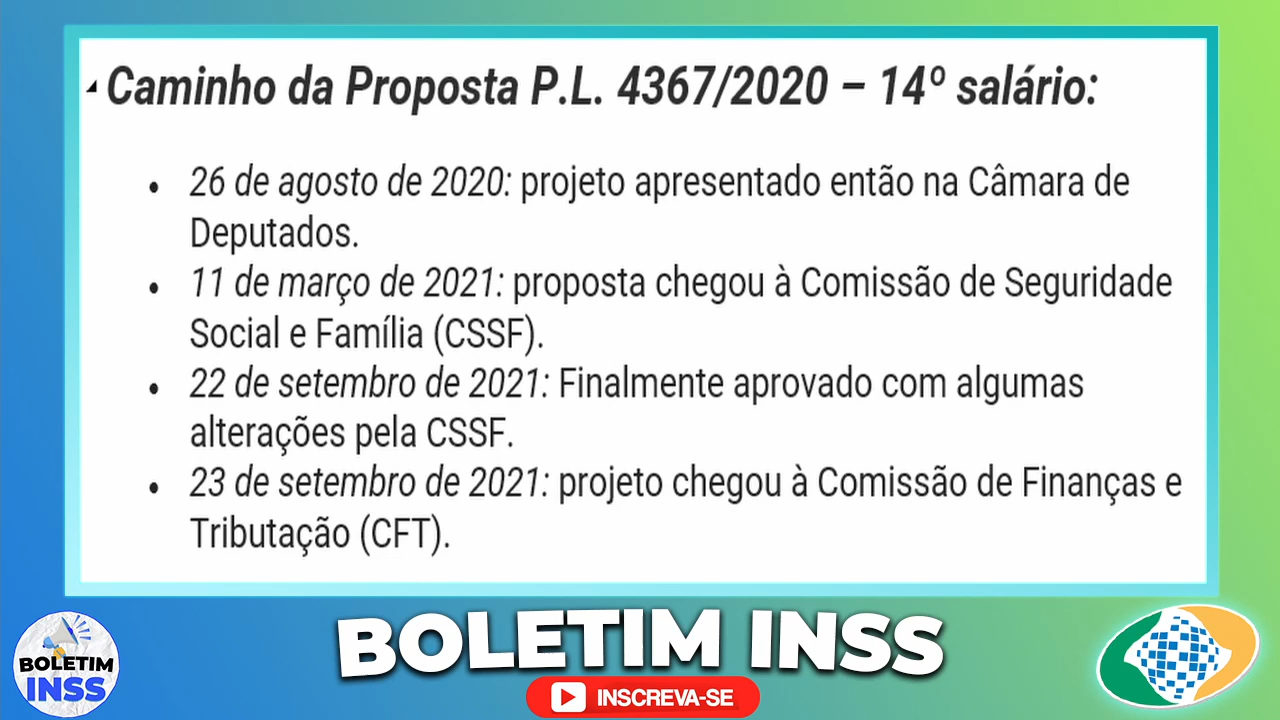 Caminho da Proposta P.L. 4367/2020 – 14º salário:
• 26 de agosto de 2020: projeto apresentado então na Câmara de
Deputados.
• 11 de março de 2021: proposta chegou à Comissão de Seguridade
Social e Família (CSSF).
• 22 de setembro de 2021: Finalmente aprovado com algumas
alterações pela CSSF.
• 23 de setembro de 2021: projeto chegou à Comissão de Finanças e
Tributação (CFT).
BOLETIM INSS
INSCREVA-SE
BOLETIM
INSS